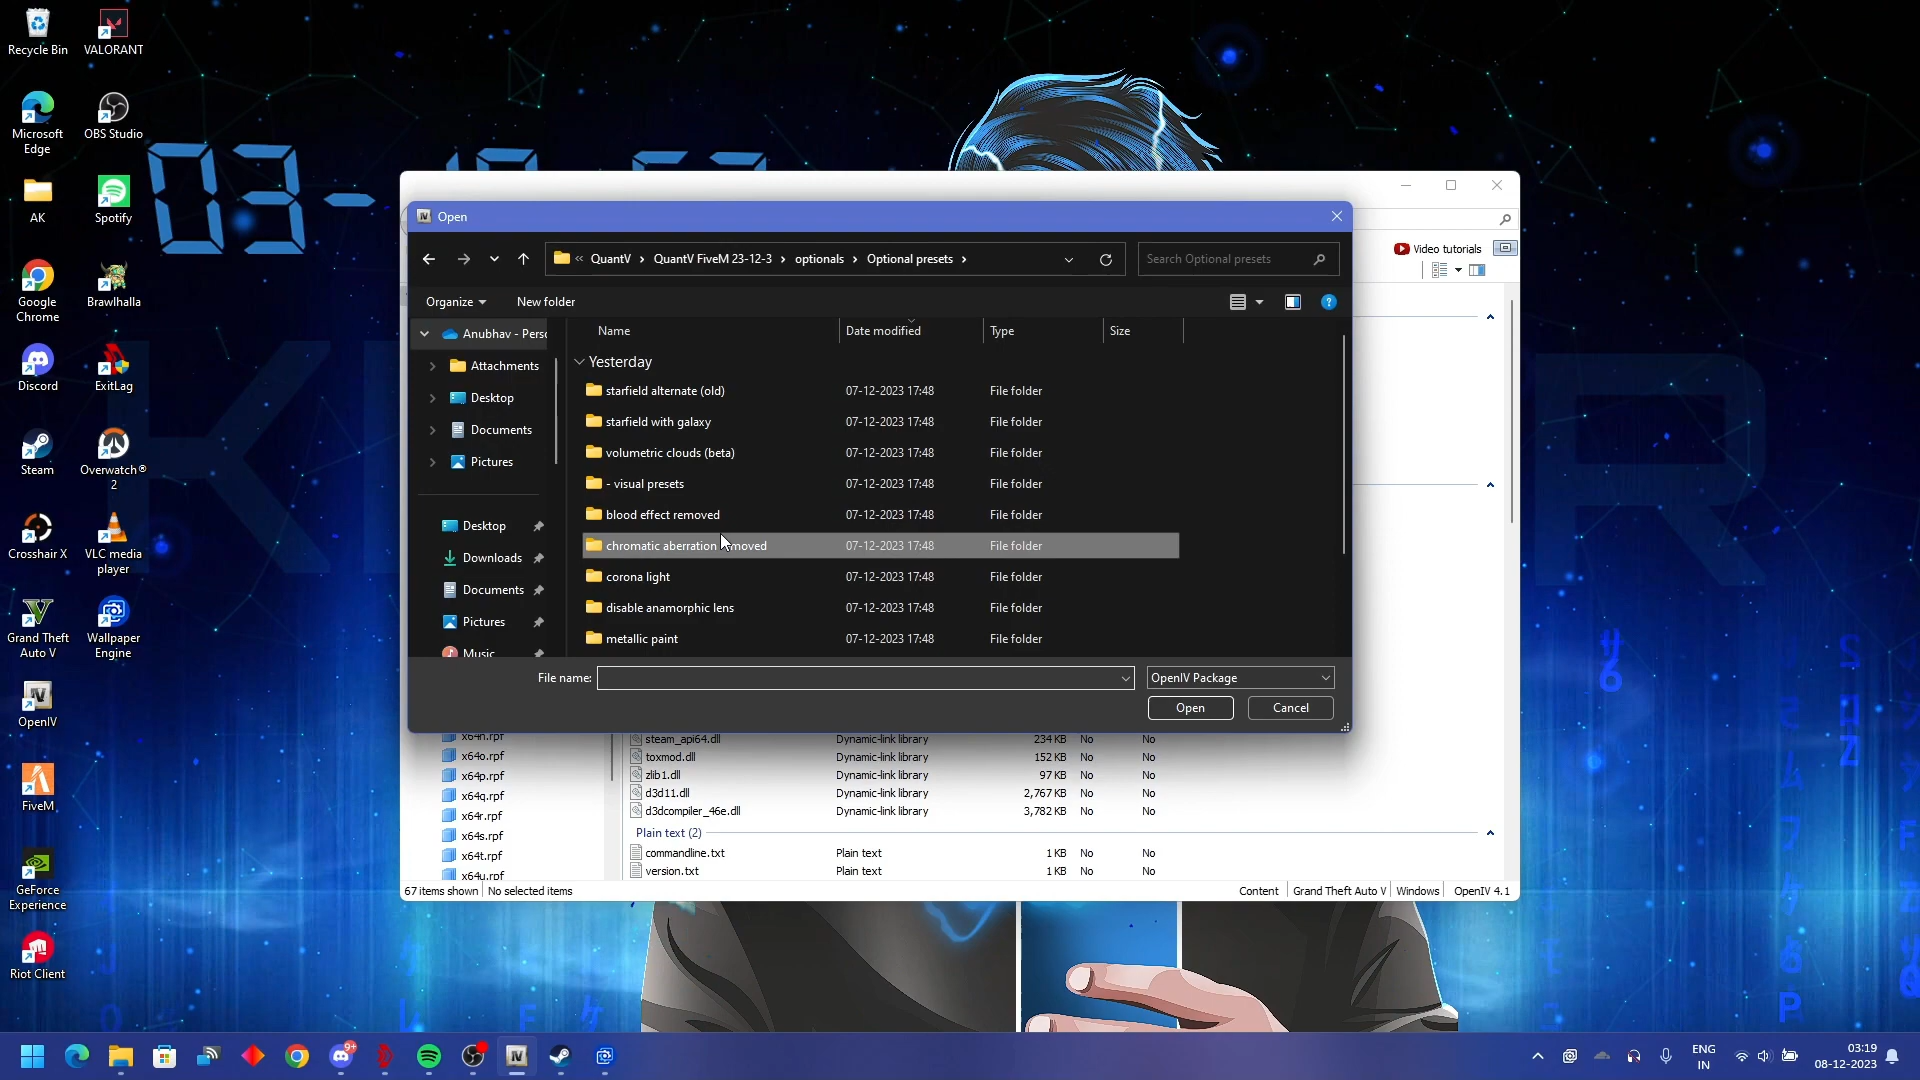 Recycle Bin
VALORANT
Microsoft Edge
OBS Studio
AK
Spotify
Google Chrome
Brawlhalla
Discord
ExitLag
Steam
Overwatch® 2
Crosshair X
VLC media player
Grand Theft Auto V
Wallpaper Engine
OpenIV
FiveM
GeForce Experience
Riot Client
03-
Video tutorials
Open
« QuantV › QuantV FiveM 23-12-3 › optionals › Optional presets ›
Search Optional presets
Organize
New folder
Anubhav - Perso
Attachments
Desktop
Documents
Pictures
Desktop
Downloads
Documents
Pictures
Music
Name Date modified Type Size
Yesterday
starfield alternate (old) 07-12-2023 17:48 File folder
starfield with galaxy 07-12-2023 17:48 File folder
volumetric clouds (beta) 07-12-2023 17:48 File folder
- visual presets 07-12-2023 17:48 File folder
blood effect removed 07-12-2023 17:48 File folder
chromatic aberration removed 07-12-2023 17:48 File folder
corona light 07-12-2023 17:48 File folder
disable anamorphic lens 07-12-2023 17:48 File folder
metallic paint 07-12-2023 17:48 File folder
File name:
OpenIV Package
Open
Cancel
x64n.rpf
x64o.rpf
x64p.rpf
x64q.rpf
x64r.rpf
x64s.rpf
x64t.rpf
x64u.rpf
steam_api64.dll Dynamic-link library 234 KB No No
toxmod.dll Dynamic-link library 152 KB No No
zlib1.dll Dynamic-link library 97 KB No No
d3d11.dll Dynamic-link library 2,767 KB No No
d3dcompiler_46e.dll Dynamic-link library 3,782 KB No No
Plain text (2)
commandline.txt Plain text 1 KB No No
version.txt Plain text 1 KB No No
67 items shown
No selected items
Content
Grand Theft Auto V
Windows
OpenIV 4.1
9+
ENG
IN
03:19
08-12-2023